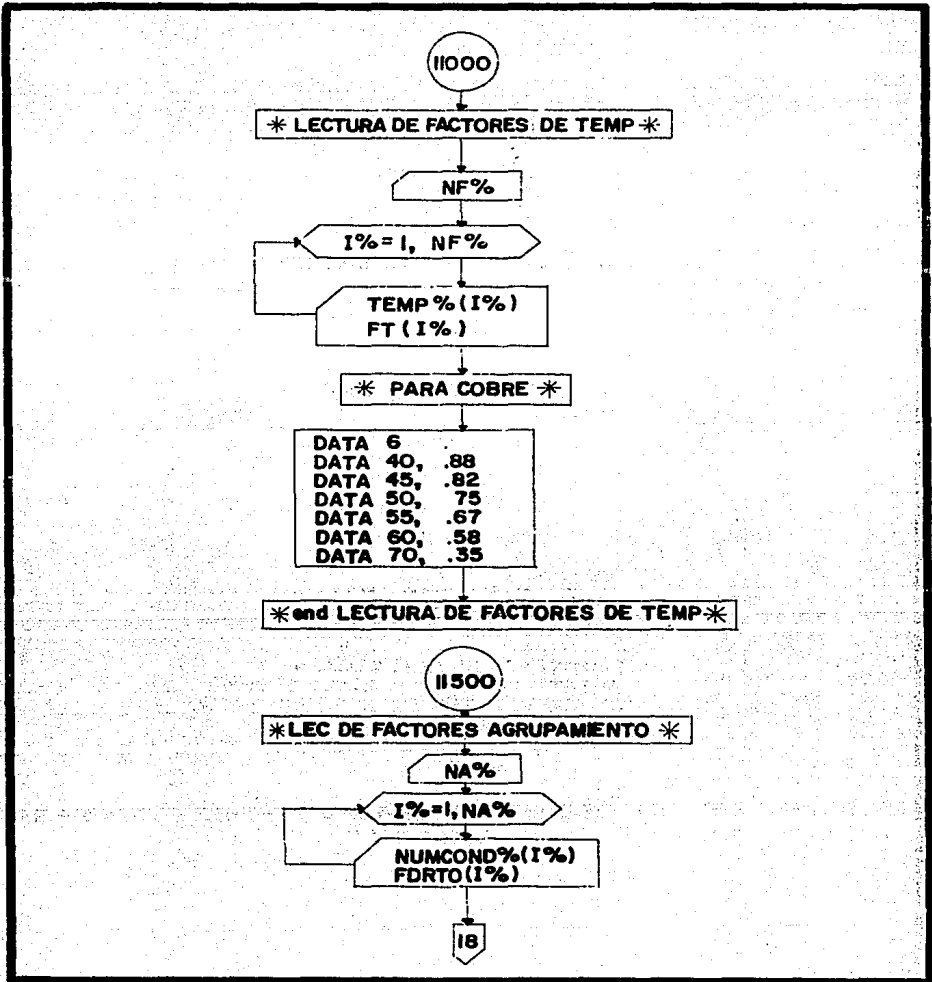 11000
* LECTURA DE FACTORES DE TEMP *
NF%
I%=1, NF%
TEMP%(I%)
FT(I%)
* PARA COBRE *
DATA 6
DATA 40, .88
DATA 45, .82
DATA 50, 75
DATA 55, .67
DATA 60, .58
DATA 70, .35
*end LECTURA DE FACTORES DE TEMP*
11500
*LEC DE FACTORES AGRUPAMIENTO *
NA%
I%=1,NA%
NUMCOND%(I%)
FDRTO(I%)
18